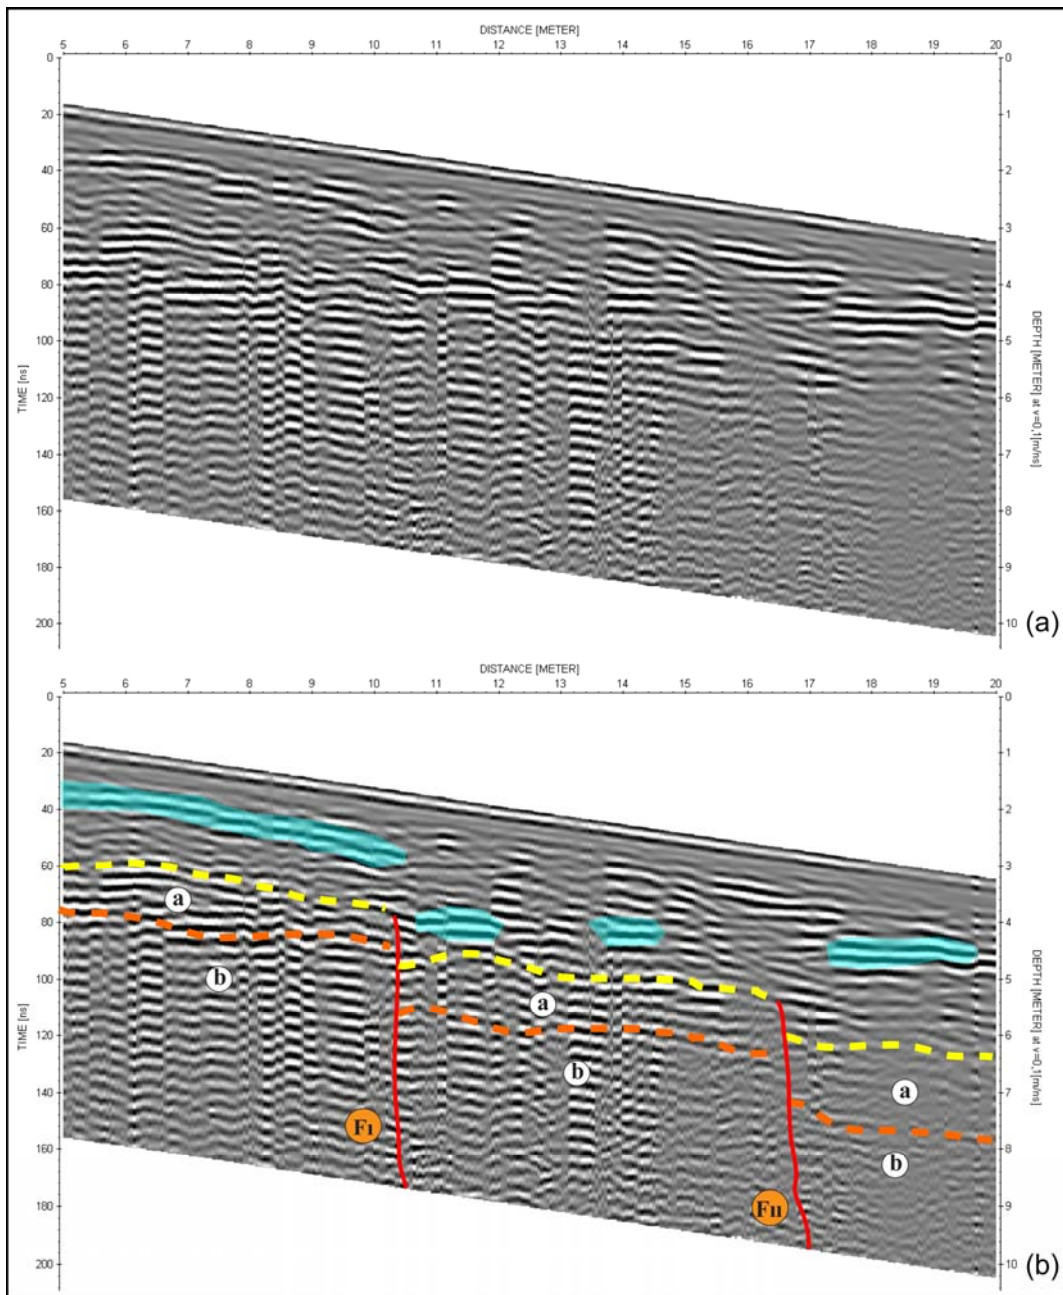 DISTANCE [METER]
5 6 7 8 9 10 11 12 13 14 15 16 17 18 19 20
0 20 40 60 80 100 120 140 160 180 200
TIME [ns]
0 1 2 3 4 5 6 7 8 9 10
DEPTH [METER] at v=0,1[m/ns]
(a)
DISTANCE [METER]
5 6 7 8 9 10 11 12 13 14 15 16 17 18 19 20
0 20 40 60 80 100 120 140 160 180 200
TIME [ns]
0 1 2 3 4 5 6 7 8 9 10
DEPTH [METER] at v=0,1[m/ns]
a
b
a
b
a
b
FI
FII
(b)